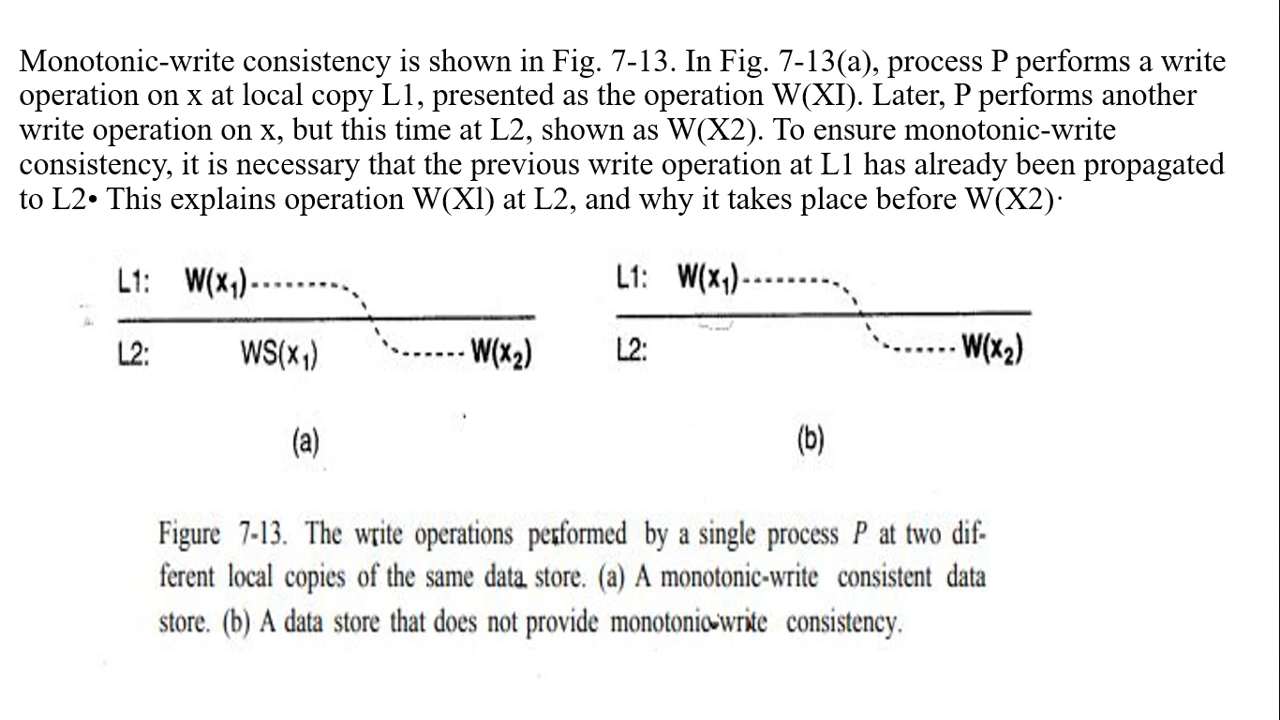 Monotonic-write consistency is shown in Fig. 7-13. In Fig. 7-13(a), process P performs a write
operation on x at local copy L1, presented as the operation W(XI). Later, P performs another
write operation on x, but this time at L2, shown as W(X2). To ensure monotonic-write
consistency, it is necessary that the previous write operation at L1 has already been propagated
to L2• This explains operation W(Xl) at L2, and why it takes place before W(X2)·
L1: W(x₁)
L2: WS(x₁) W(x₂)
(a)
L1: W(x₁)
L2: W(x₂)
(b)
Figure 7-13. The write operations performed by a single process P at two dif-
ferent local copies of the same data store. (a) A monotonic-write consistent data
store. (b) A data store that does not provide monotonic-write consistency.